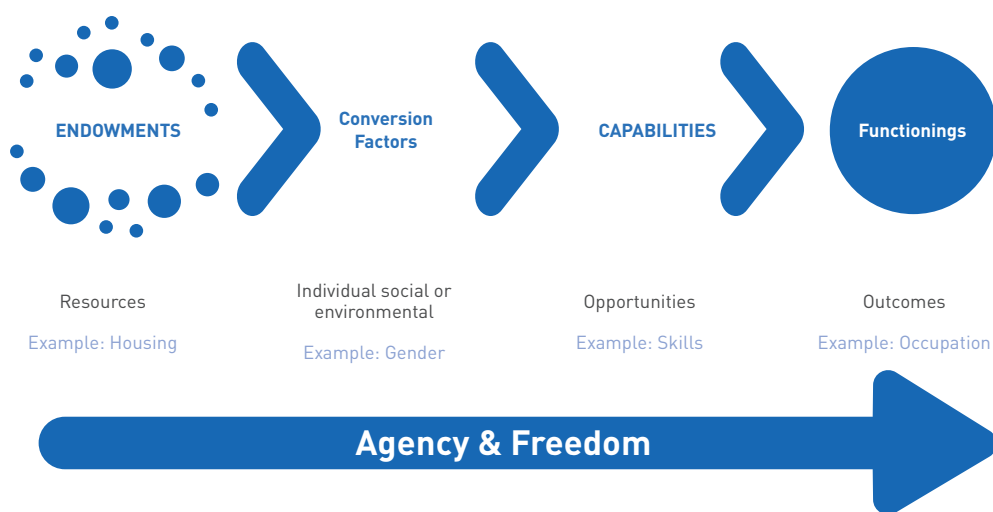 ENDOWMENTS
Conversion
Factors
CAPABILITIES
Functionings
Resources
Individual social or
environmental
Opportunities
Outcomes
Example: Housing
Example: Gender
Example: Skills
Example: Occupation
Agency & Freedom